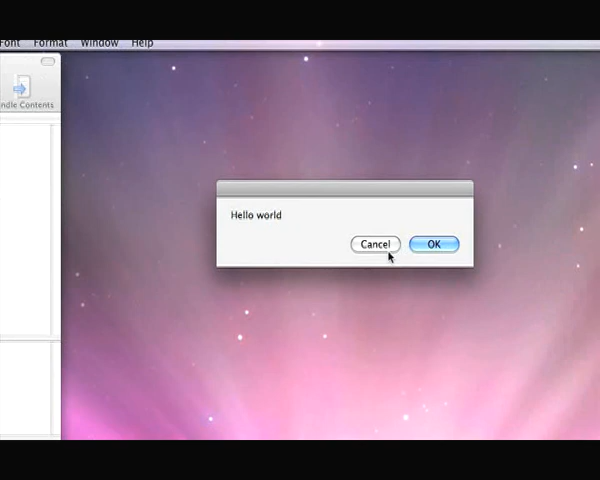 Font Format Window Help
ndle Contents
Hello world
Cancel OK